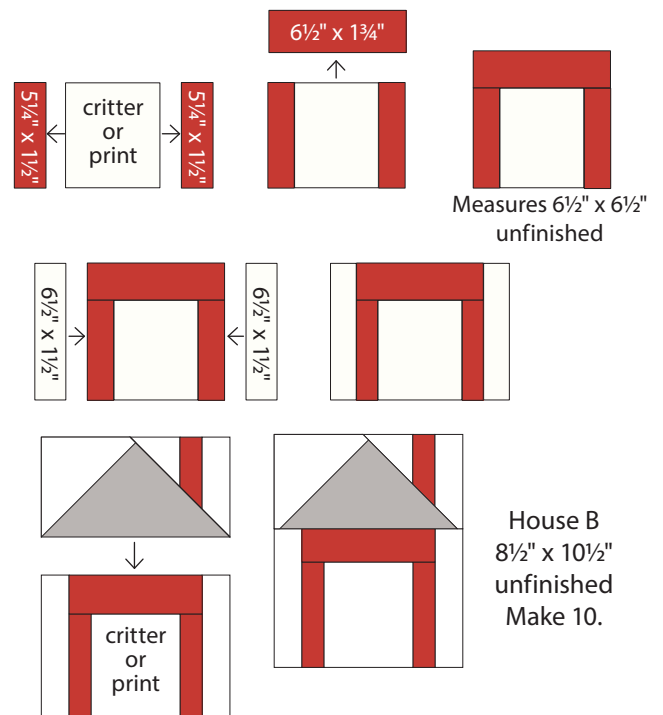 6½" x 1¾"
5¼" x 1½"
critter
or
print
5¼" x 1½"
Measures 6½" x 6½"
unfinished
6½" x 1½"
6½" x 1½"
House B
8½" x 10½"
unfinished
Make 10.
critter
or
print